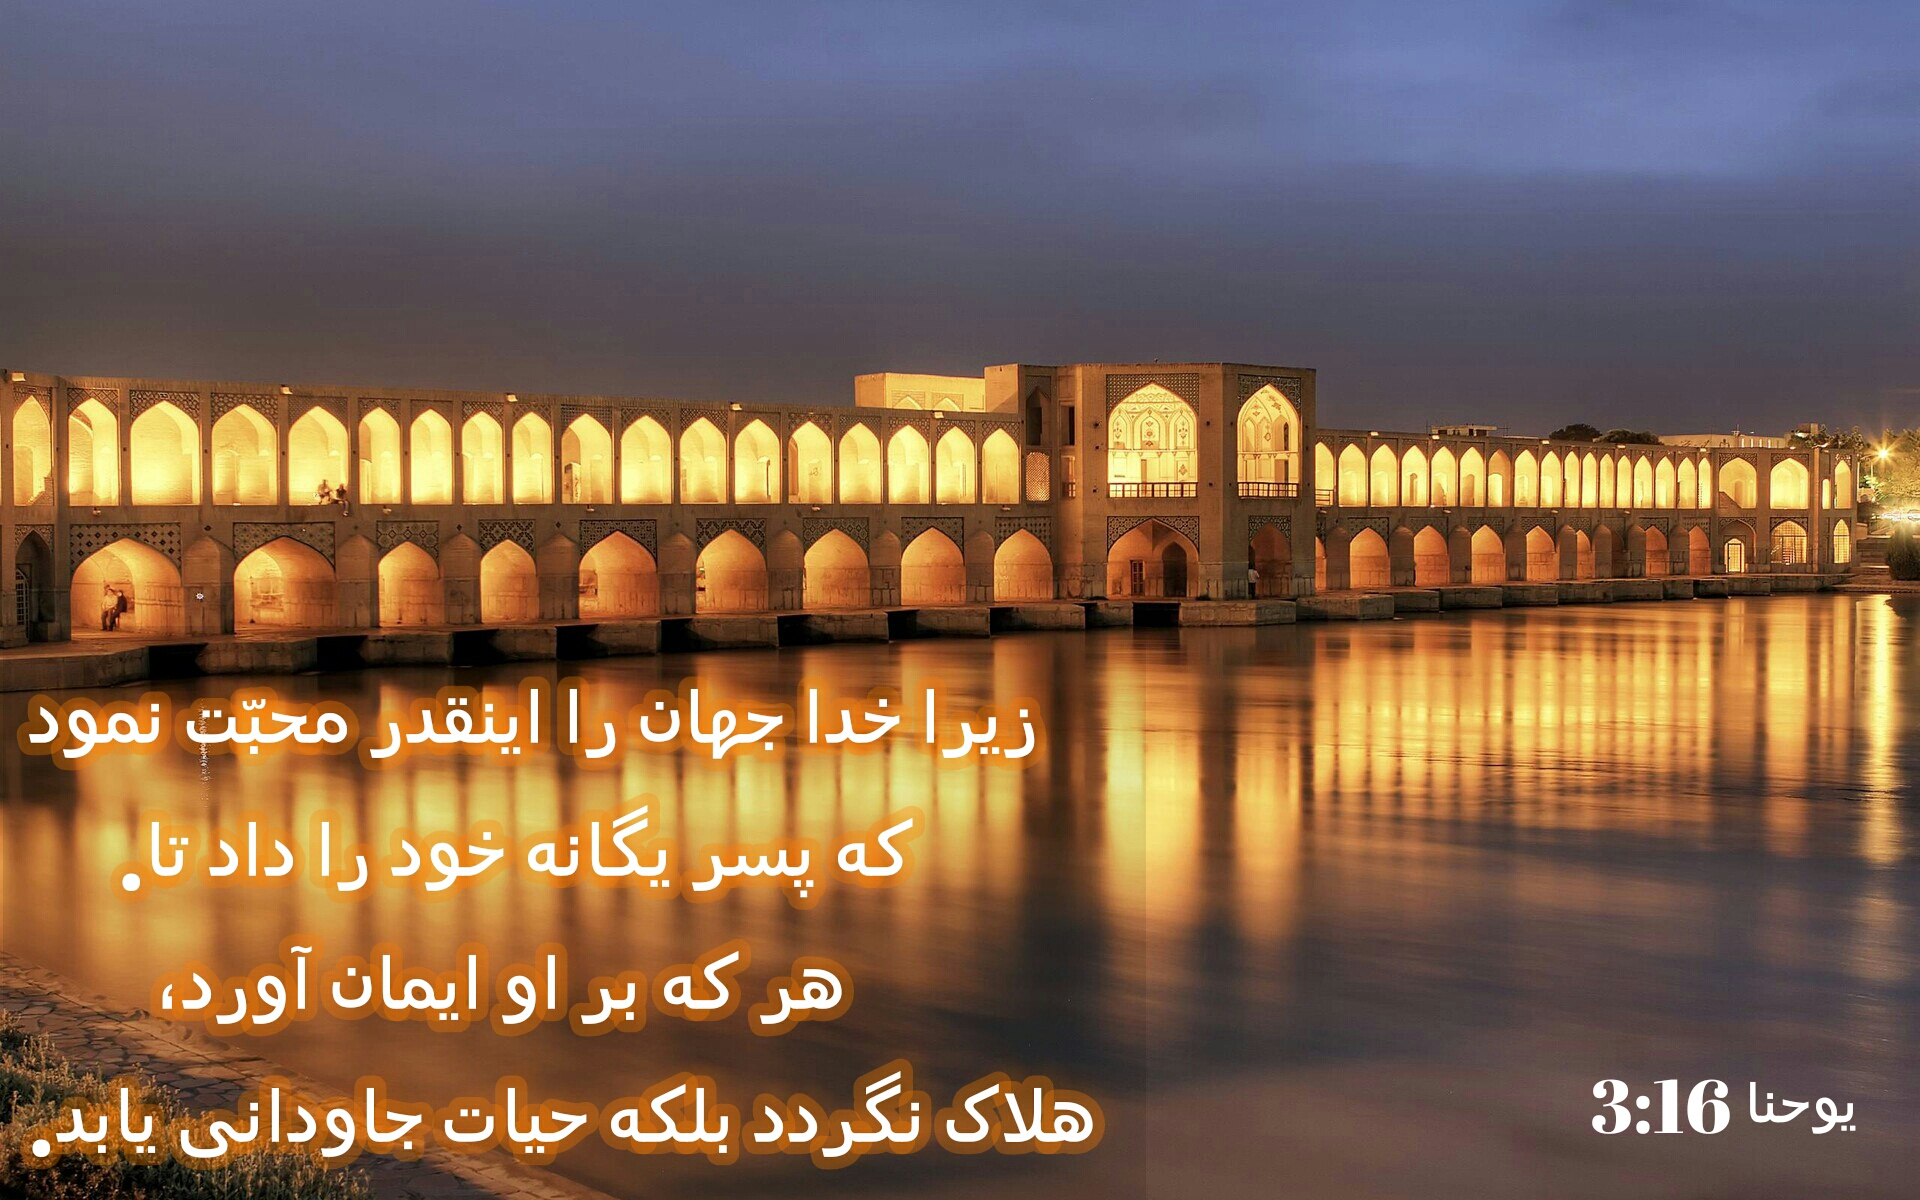 زیرا خدا جهان را اینقدر محبّت نمود
که پسر یگانه خود را داد تا.
هر که بر او ایمان آورد،
هلاک نگردد بلکه حیات جاودانی یابد.
یوحنا 3:16